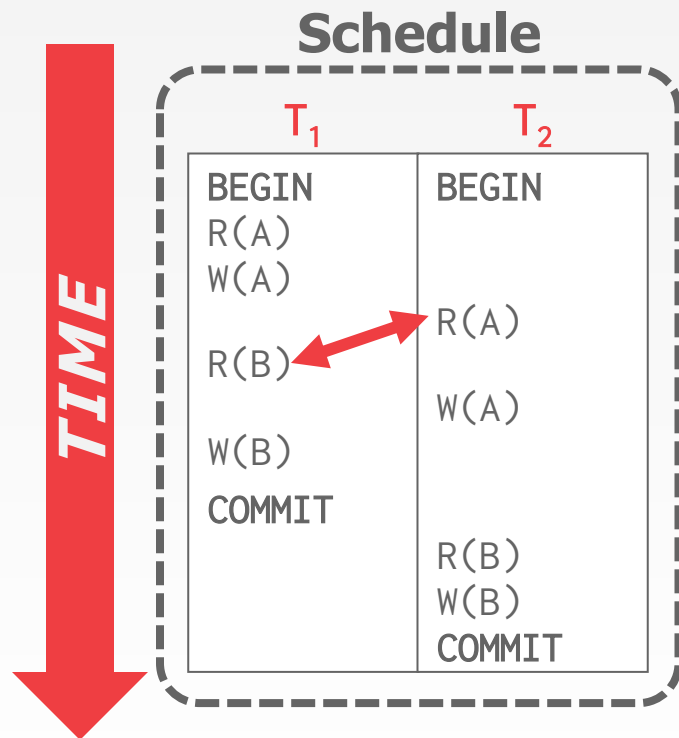 Schedule
TIME
T₁ T₂
BEGIN BEGIN
R(A)
W(A)
R(A)
R(B)
W(A)
W(B)
COMMIT
R(B)
W(B)
COMMIT